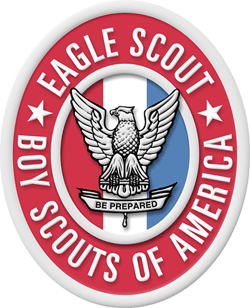 EAGLE SCOUT
BE PREPARED
BOY SCOUTS OF AMERICA